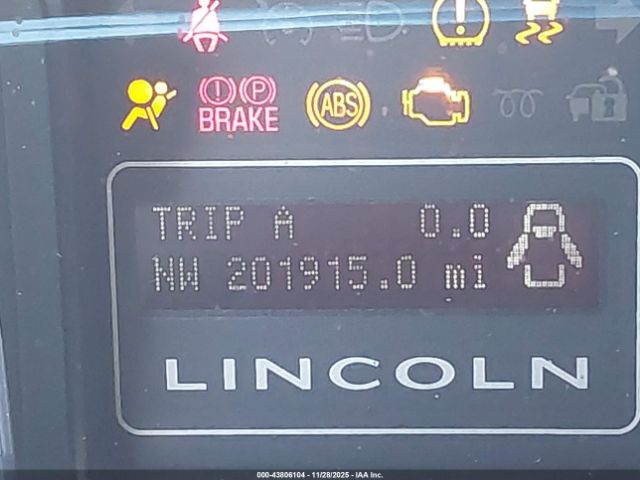 BRAKE
ABS
TRIP A 0.0
NW 201915.0 mi
LINCOLN
000-43806104 - 11/28/2025 - IAA Inc.